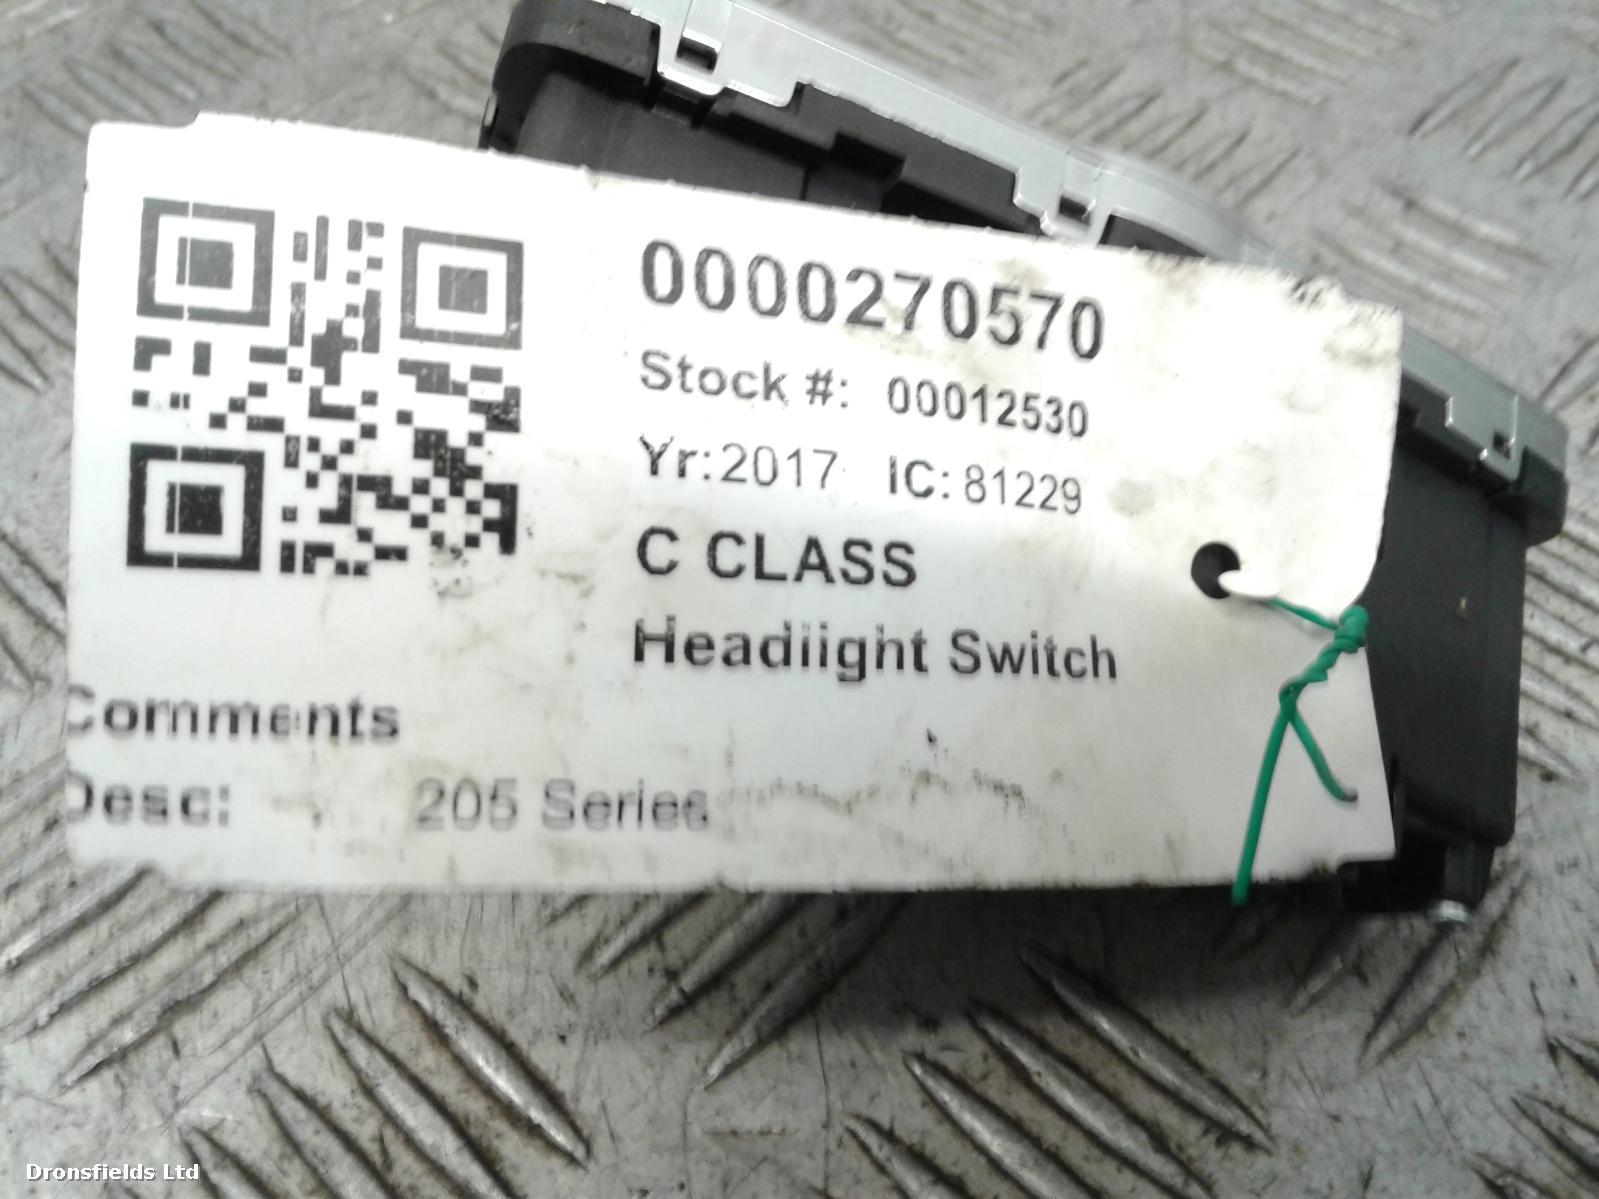 0000270570
Stock #: 00012530
Yr: 2017 IC: 81229
C CLASS
Headlight Switch
Comments
Desc: 205 Series
Dronsfields Ltd